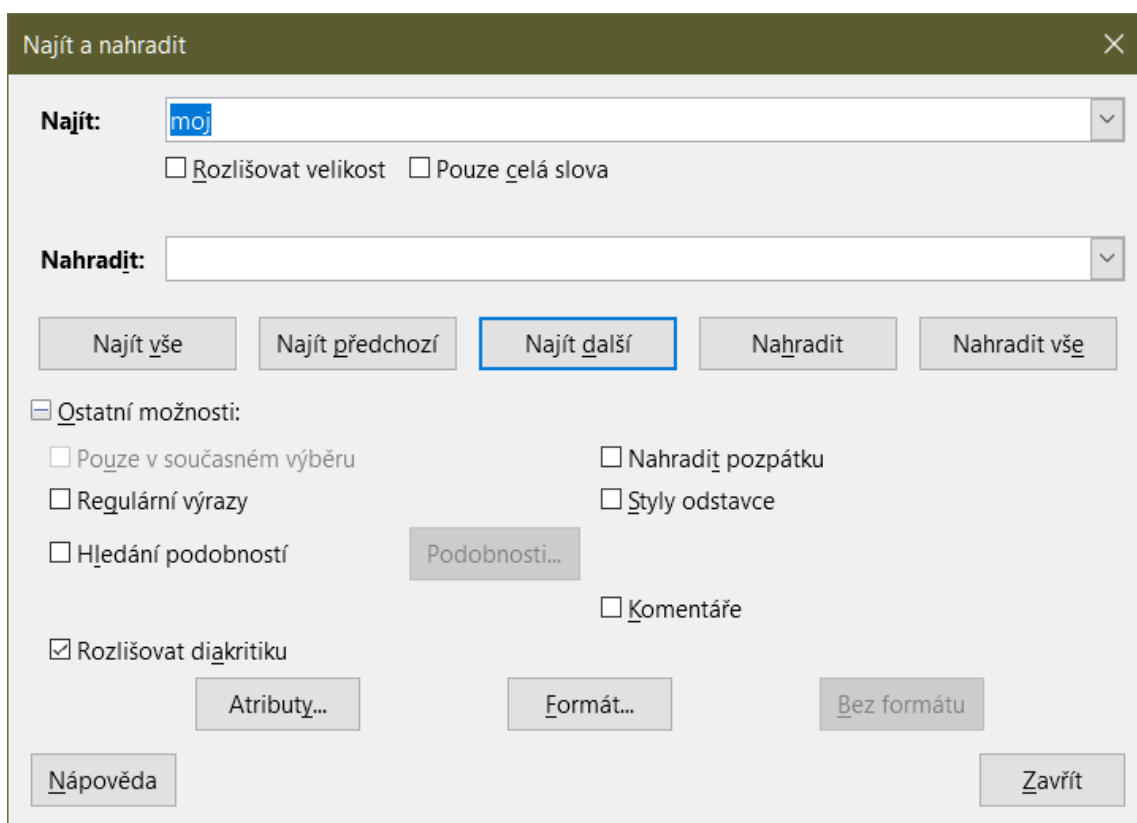 Najít a nahradit
Najít: moj
Rozlišovat velikost Pouze celá slova
Nahradit:
Najít vše Najít předchozí Najít další Nahradit Nahradit vše
Ostatní možnosti:
Pouze v současném výběru Nahradit pozpátku
Regulární výrazy Styly odstavce
Hledání podobností Podobnosti...
Komentáře
Rozlišovat diakritiku
Atributy... Formát... Bez formátu
Nápověda Zavřít